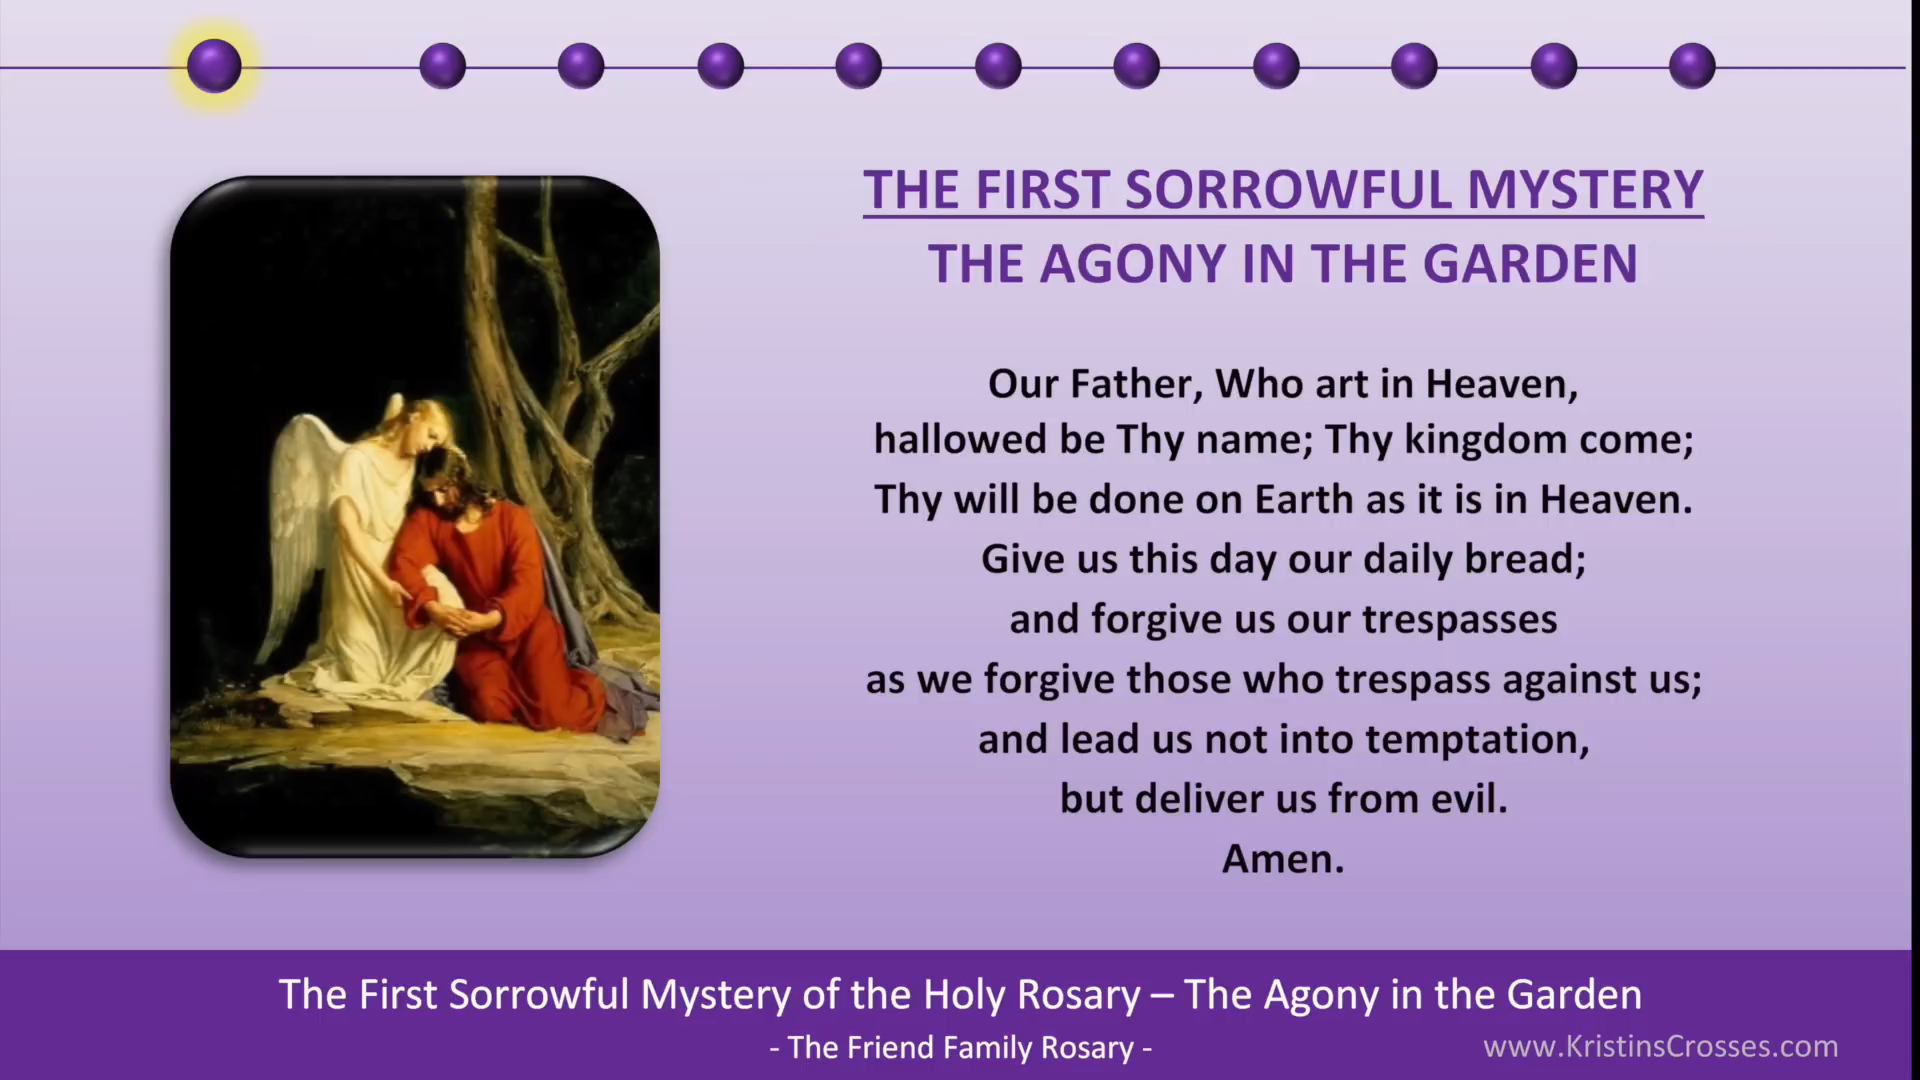 THE FIRST SORROWFUL MYSTERY
THE AGONY IN THE GARDEN
Our Father, Who art in Heaven,
hallowed be Thy name; Thy kingdom come;
Thy will be done on Earth as it is in Heaven.
Give us this day our daily bread;
and forgive us our trespasses
as we forgive those who trespass against us;
and lead us not into temptation,
but deliver us from evil.
Amen.
The First Sorrowful Mystery of the Holy Rosary – The Agony in the Garden
- The Friend Family Rosary -
www.KristinsCrosses.com